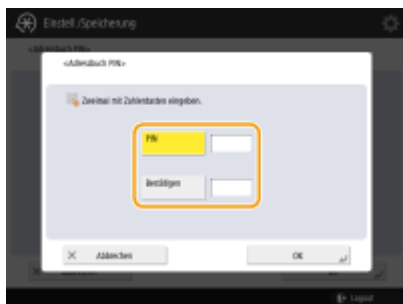 Einstell./Speicherung
<Adressbuch PIN>
<Adressbuch PIN>
Zweimal mit Zahlentasten eingeben.
PIN
Bestätigen
Abbrechen
OK
Logout